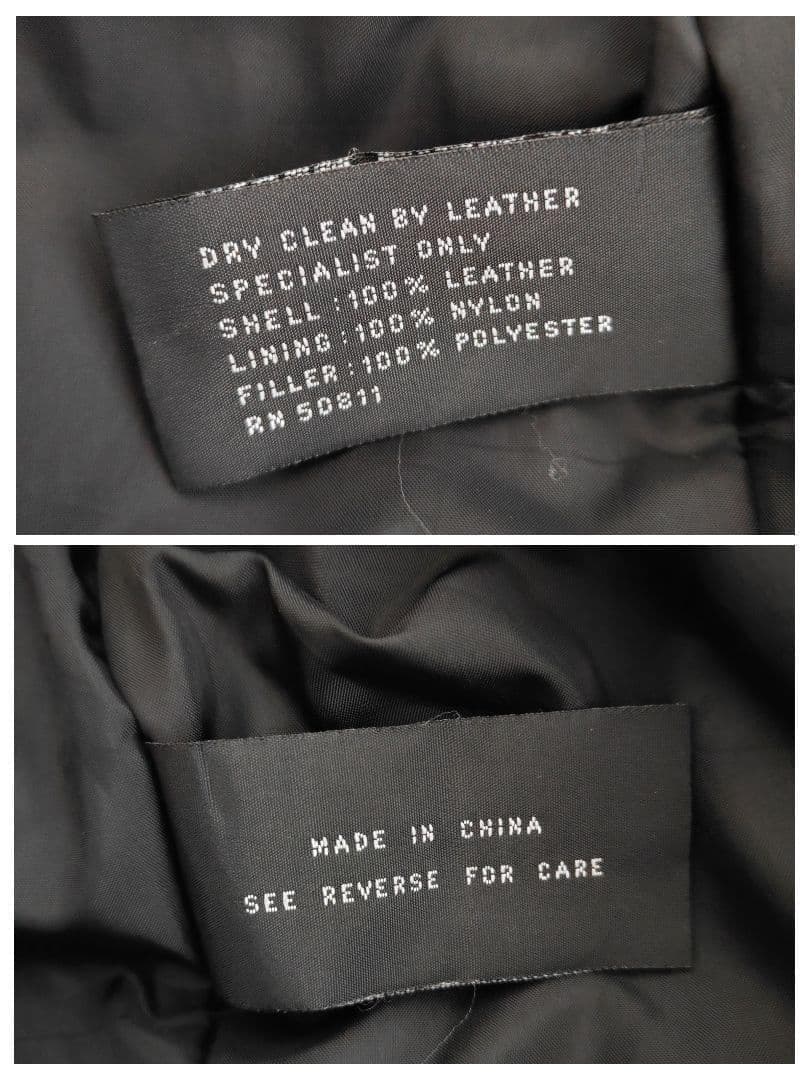 DRY CLEAN BY LEATHER
SPECIALIST ONLY
SHELL:100% LEATHER
LINING:100% NYLON
FILLER:100% POLYESTER
RN 50811
MADE IN CHINA
SEE REVERSE FOR CARE